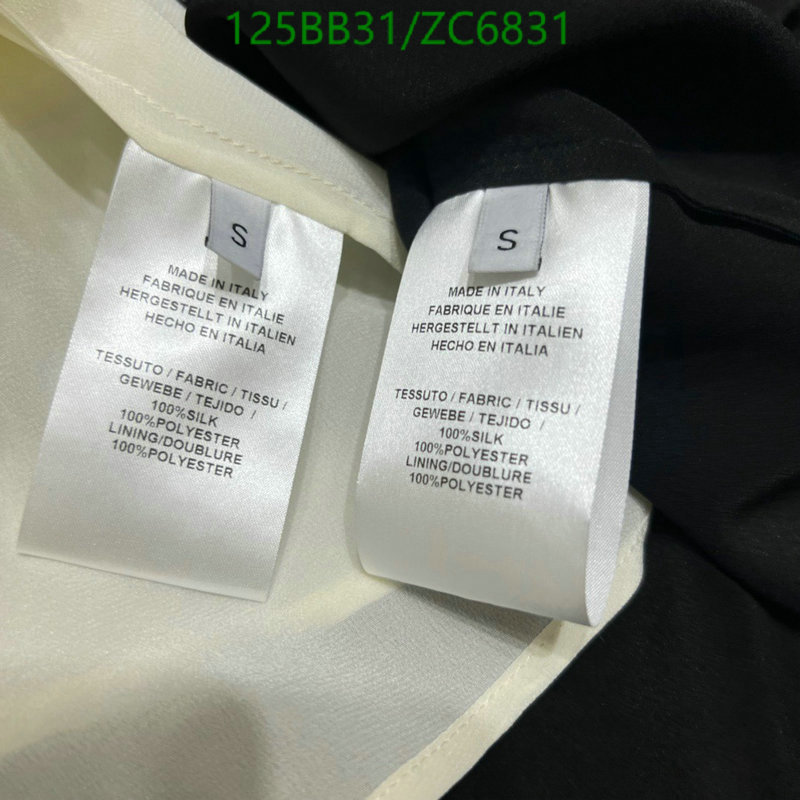 125BB31/ZC6831
S
MADE IN ITALY
FABRIQUE EN ITALIE
HERGESTELLT IN ITALIEN
HECHO EN ITALIA
TESSUTO / FABRIC / TISSU /
GEWEBE / TEJIDO /
100%SILK
100%POLYESTER
LINING/DOUBLURE
100%POLYESTER
S
MADE IN ITALY
FABRIQUE EN ITALIE
HERGESTELLT IN ITALIEN
HECHO EN ITALIA
TESSUTO / FABRIC / TISSU /
GEWEBE / TEJIDO /
100%SILK
100%POLYESTER
LINING/DOUBLURE
100%POLYESTER